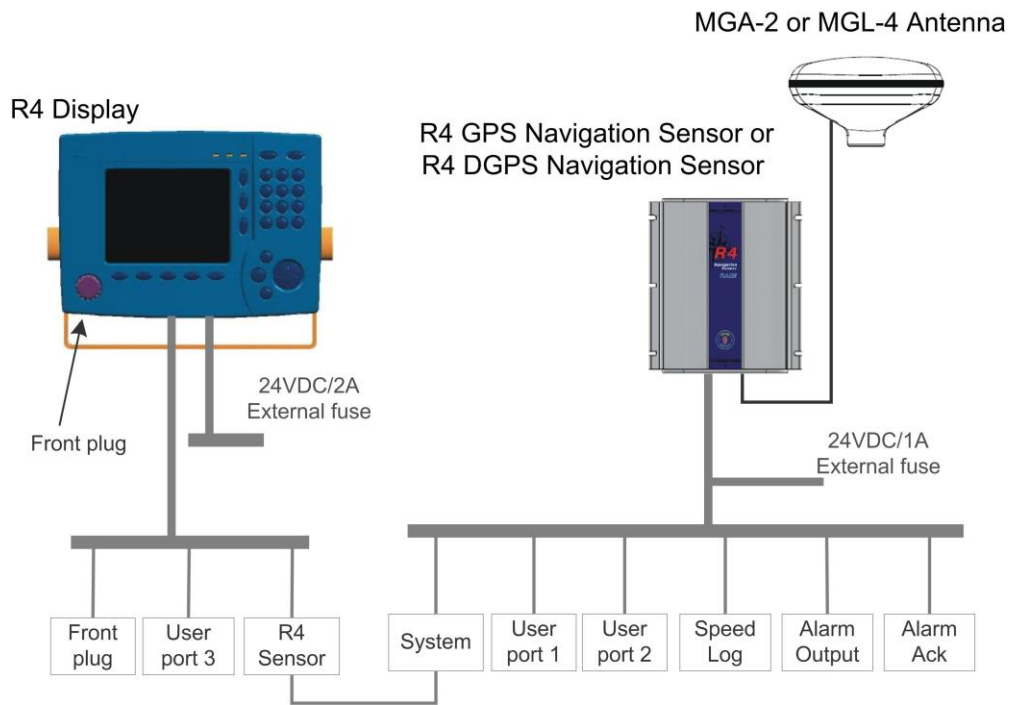 MGA-2 or MGL-4 Antenna
R4 Display
R4 GPS Navigation Sensor or
R4 DGPS Navigation Sensor
R4
Navigation
24VDC/2A
External fuse
Front plug
24VDC/1A
External fuse
Front
plug
User
port 3
R4
Sensor
System
User
port 1
User
port 2
Speed
Log
Alarm
Output
Alarm
Ack